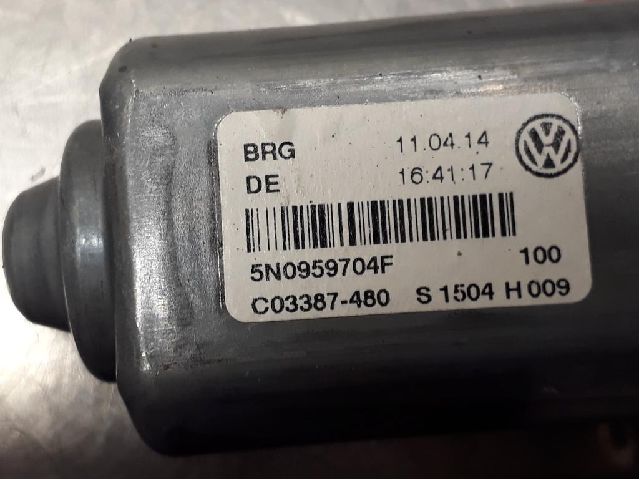 BRG 11.04.14
DE 16:41:17
5N0959704F 100
C03387-480 S 1504 H 009